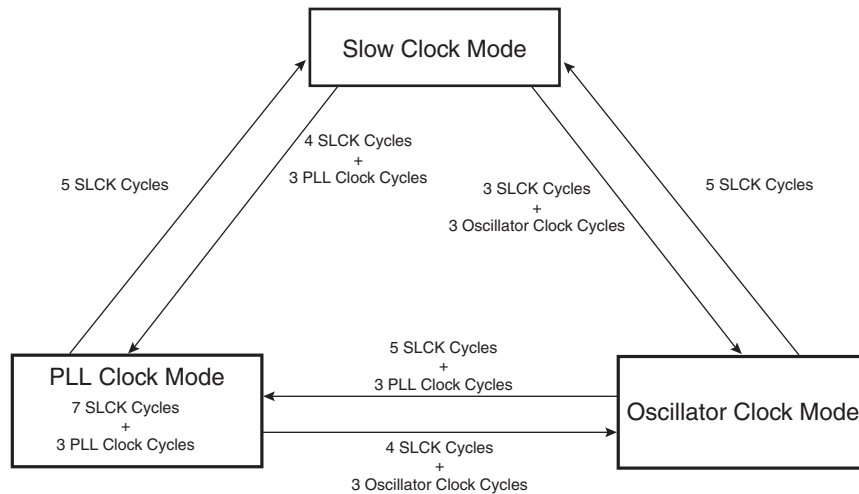 Slow Clock Mode
4 SLCK Cycles
+
3 PLL Clock Cycles
5 SLCK Cycles
3 SLCK Cycles
+
3 Oscillator Clock Cycles
5 SLCK Cycles
PLL Clock Mode
7 SLCK Cycles
+
3 PLL Clock Cycles
5 SLCK Cycles
+
3 PLL Clock Cycles
Oscillator Clock Mode
4 SLCK Cycles
+
3 Oscillator Clock Cycles